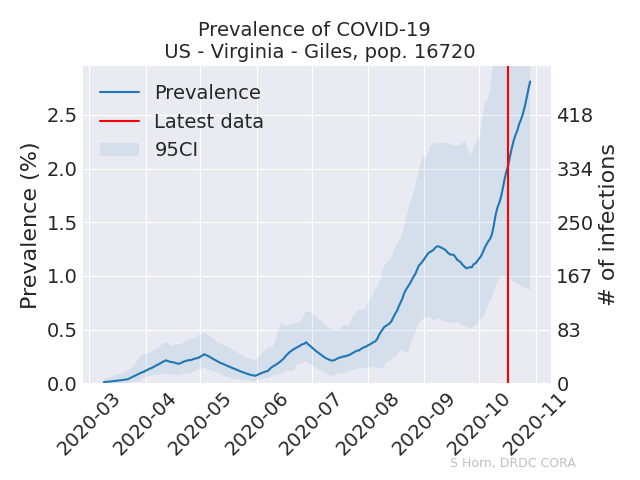 Prevalence of COVID-19
US - Virginia - Giles, pop. 16720
Prevalence
Latest data
95CI
Prevalence (%)
2.5
2.0
1.5
1.0
0.5
0.0
418
334
250
167
83
0
# of infections
2020-03
2020-04
2020-05
2020-06
2020-07
2020-08
2020-09
2020-10
2020-11
S Horn, DRDC CORA